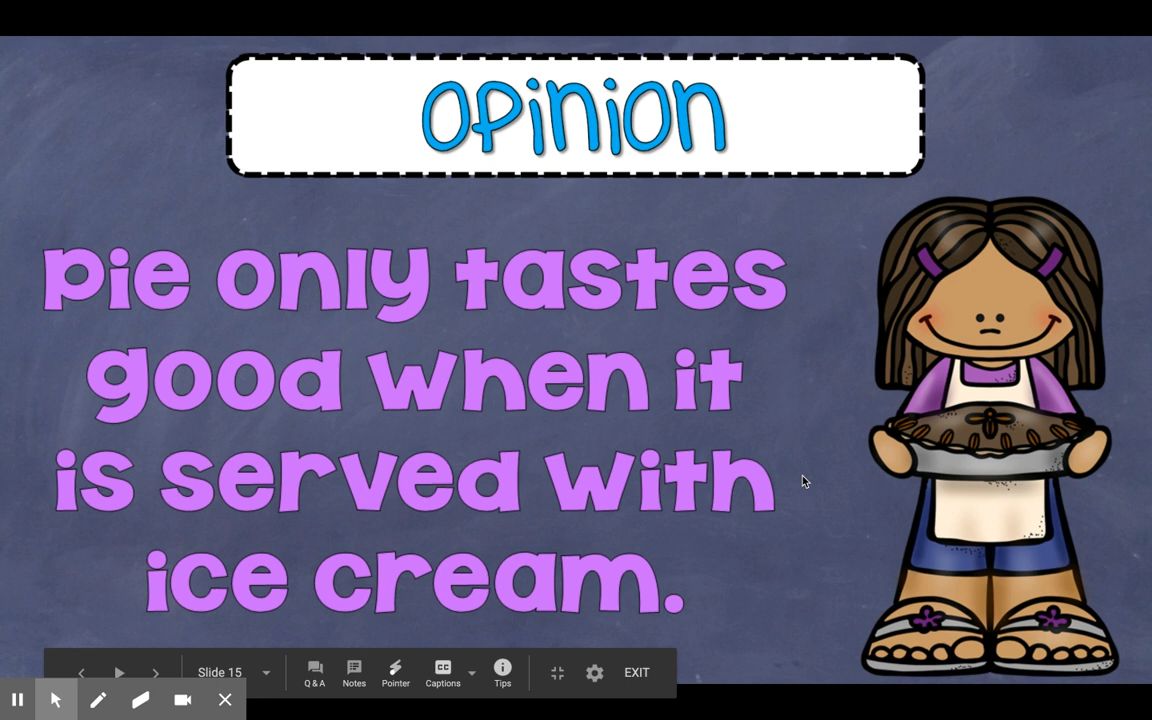 Opinion
Pie only tastes
good when it
is served with
ice cream.
Slide 15
Q & A
Notes
Pointer
CC
Captions
Tips
EXIT